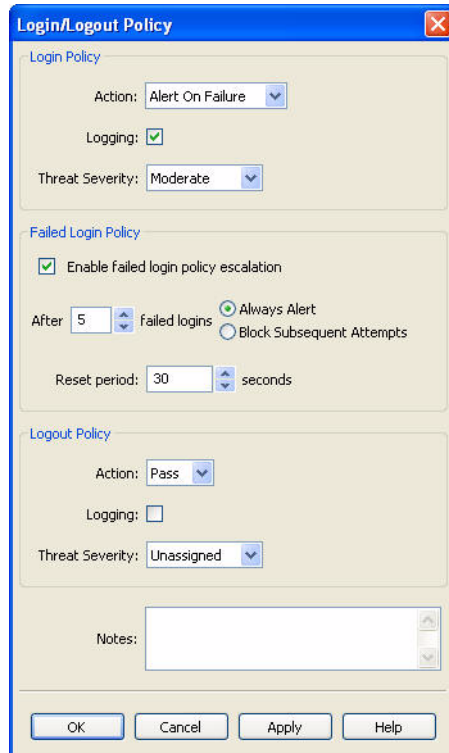 Login/Logout Policy
Login Policy
Action: Alert On Failure
Logging:
Threat Severity: Moderate
Failed Login Policy
Enable failed login policy escalation
After 5 failed logins Always Alert
Block Subsequent Attempts
Reset period: 30 seconds
Logout Policy
Action: Pass
Logging:
Threat Severity: Unassigned
Notes:
OK Cancel Apply Help